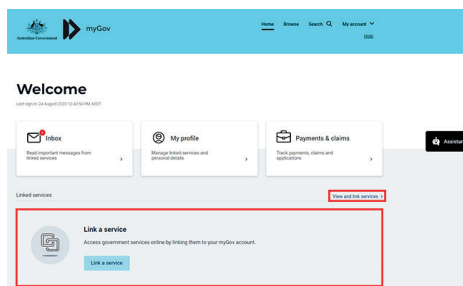 Australian Government
myGov
Home Browse Search My account
Help
Welcome
Last sign-in: 24 August 2022 12:40:50 PM AEST
Inbox
Read important messages from
linked services
My profile
Manage linked services and
personal details
Payments & claims
Track payments, claims and
applications
Assistan
Linked services
View and link services
Link a service
Access government services online by linking them to your myGov account.
Link a service